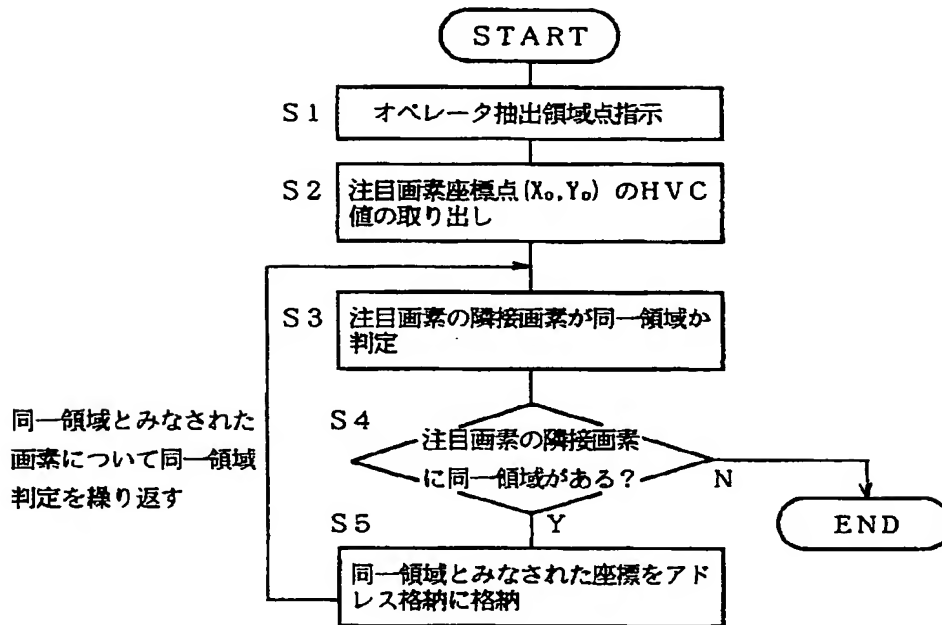 START
S1
オペレータ抽出領域点指示
S2
注目画素座標点(X₀,Y₀)のHVC
値の取り出し
S3
注目画素の隣接画素が同一領域か
判定
同一領域とみなされた
画素について同一領域
判定を繰り返す
S4
注目画素の隣接画素
に同一領域がある?
N
END
S5
Y
同一領域とみなされた座標をアド
レス格納に格納